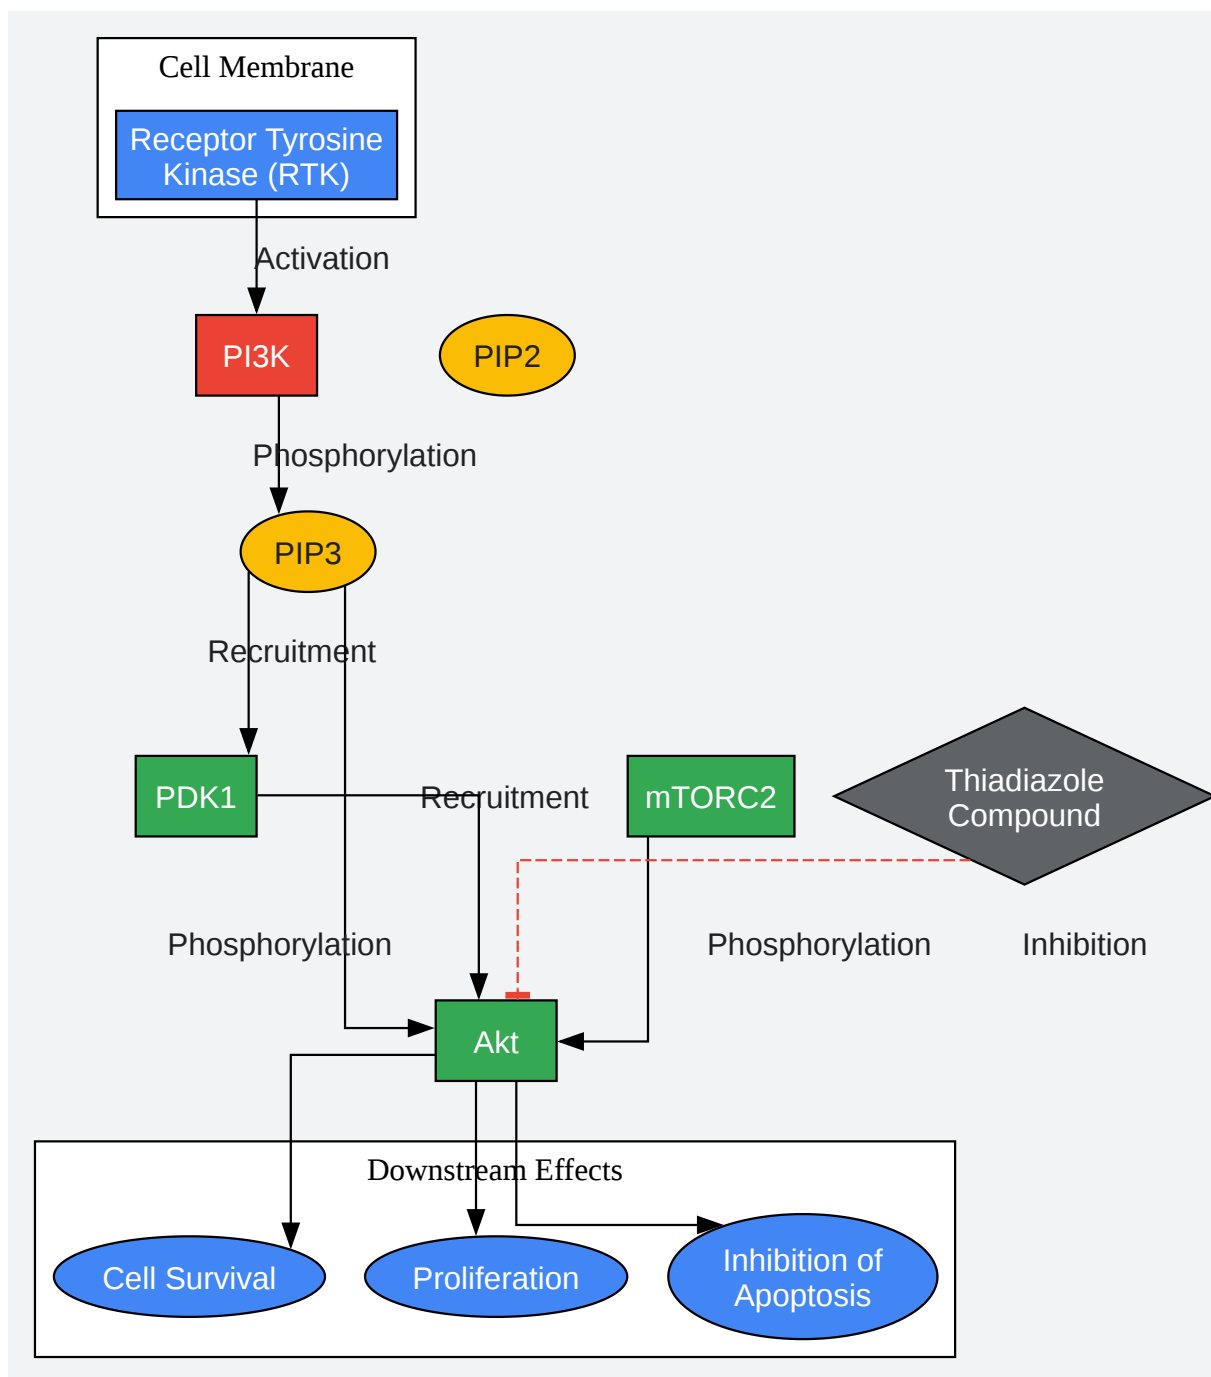 Cell Membrane
Receptor Tyrosine
Kinase (RTK)
Activation
PI3K
PIP2
Phosphorylation
PIP3
Recruitment
PDK1
Recruitment
mTORC2
Thiadiazole
Compound
Phosphorylation
Phosphorylation
Inhibition
Akt
Downstream Effects
Cell Survival
Proliferation
Inhibition of
Apoptosis